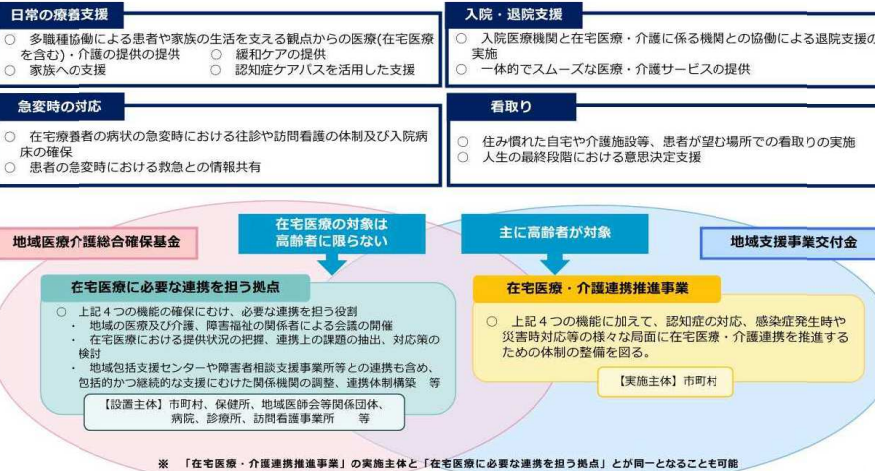 日常の療養支援
○ 多職種協働による患者や家族の生活を支える観点からの医療(在宅医療
を含む)・介護の提供の提供 ○ 緩和ケアの提供
○ 家族への支援 ○ 認知症ケアパスを活用した支援
入院・退院支援
○ 入院医療機関と在宅医療・介護に係る機関との協働による退院支援の
実施
○ 一体的でスムーズな医療・介護サービスの提供
急変時の対応
○ 在宅療養者の病状の急変時における往診や訪問看護の体制及び入院病
床の確保
○ 患者の急変時における救急との情報共有
看取り
○ 住み慣れた自宅や介護施設等、患者が望む場所での看取りの実施
○ 人生の最終段階における意思決定支援
地域医療介護総合確保基金
在宅医療の対象は
高齢者に限らない
主に高齢者が対象
地域支援事業交付金
在宅医療に必要な連携を担う拠点
○ 上記4つの機能の確保にむけ、必要な連携を担う役割
・ 地域の医療及び介護、障害福祉の関係者による会議の開催
・ 在宅医療における提供状況の把握、連携上の課題の抽出、対応策の
検討
・ 地域包括支援センターや障害者相談支援事業所等との連携も含め、
包括的かつ継続的な支援にむけた関係機関の調整、連携体制構築 等
【設置主体】市町村、保健所、地域医師会等関係団体、
病院、診療所、訪問看護事業所 等
在宅医療・介護連携推進事業
○ 上記4つの機能に加えて、認知症の対応、感染症発生時や
災害時対応等の様々な局面に在宅医療・介護連携を推進する
ための体制の整備を図る。
【実施主体】市町村
※ 「在宅医療・介護連携推進事業」の実施主体と「在宅医療に必要な連携を担う拠点」とが同一となることも可能